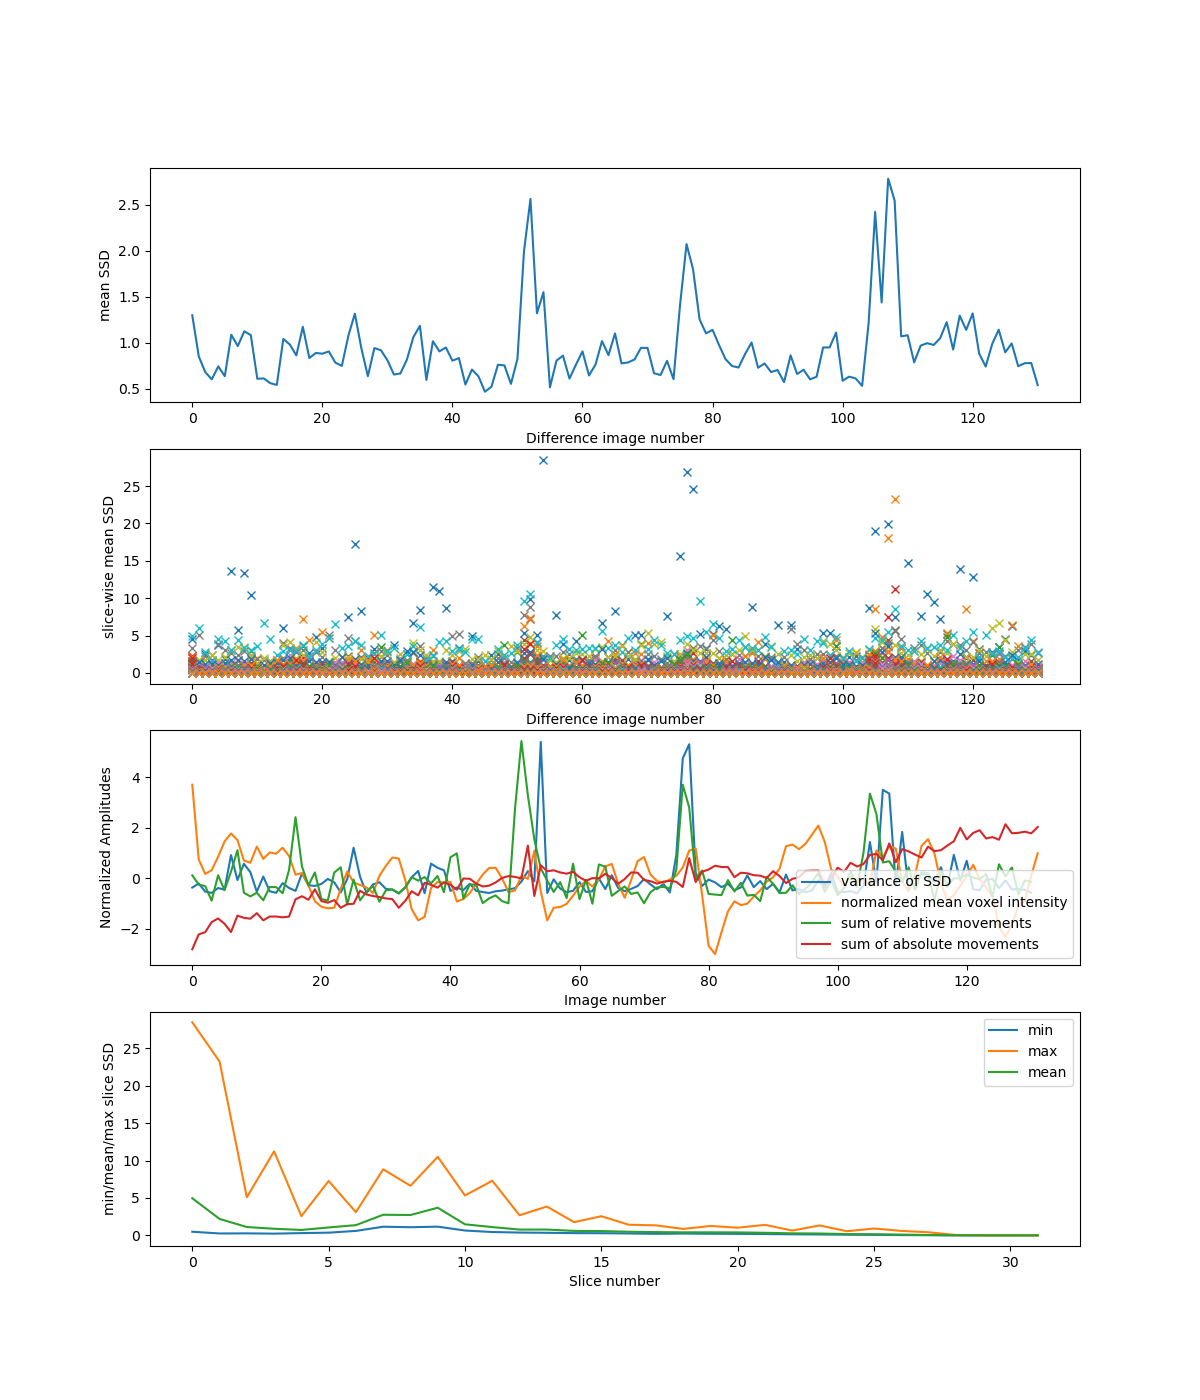 2.5
2.0
1.5
1.0
0.5
mean SSD
0 20 40 60 80 100 120
Difference image number
25
20
15
10
5
0
slice-wise mean SSD
0 20 40 60 80 100 120
Difference image number
4
2
0
−2
Normalized Amplitudes
variance of SSD
normalized mean voxel intensity
sum of relative movements
sum of absolute movements
0 20 40 60 80 100 120
Image number
25
20
15
10
5
0
min/mean/max slice SSD
min
max
mean
0 5 10 15 20 25 30
Slice number